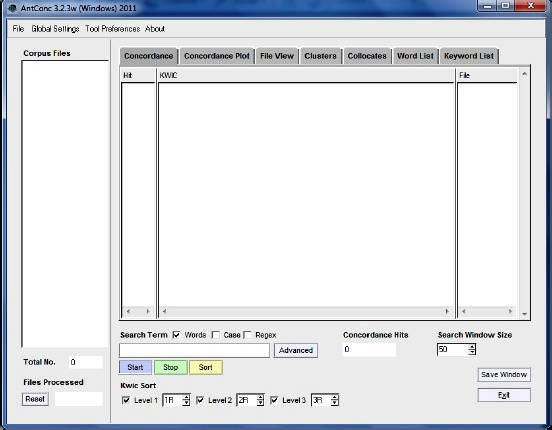 AntConc 3.2.3w (Windows) 2011
File Global Settings Tool Preferences About
Corpus Files
Concordance Concordance Plot File View Clusters Collocates Word List Keyword List
Hit KWIC File
Search Term Words Case Regex Concordance Hits Search Window Size
Advanced 0 50
Total No. 0
Start Stop Sort
Files Processed
Kwic Sort
Save Window
Reset Level 1 1R Level 2 2R Level 3 3R
Exit